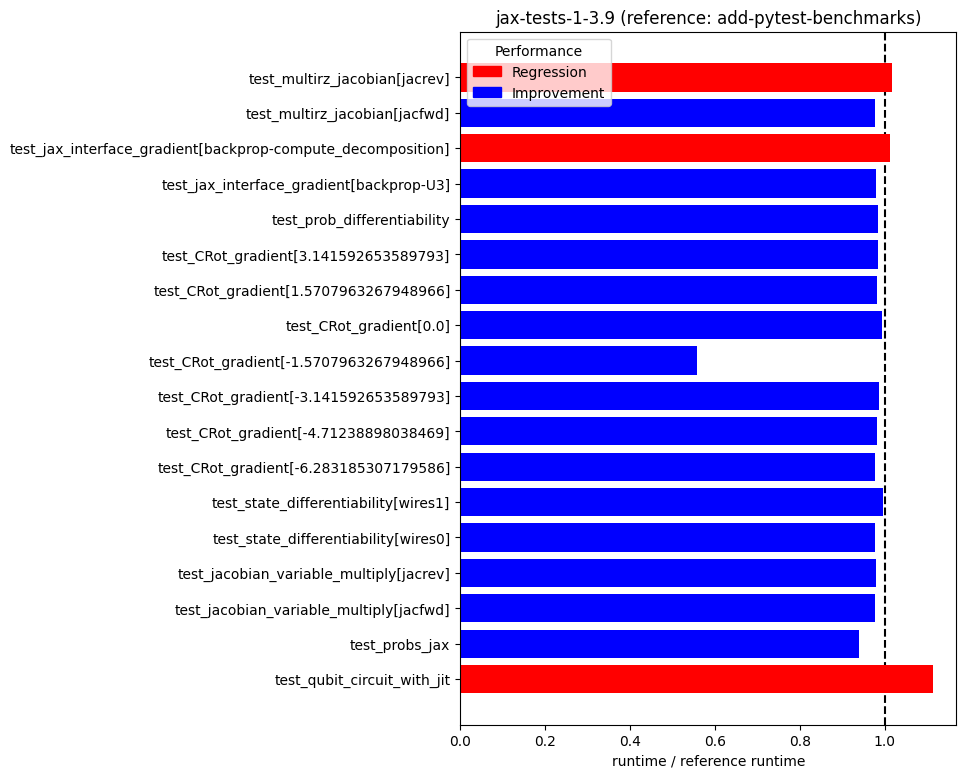 jax-tests-1-3.9 (reference: add-pytest-benchmarks)
Performance
Regression
Improvement
test_multirz_jacobian[jacrev]
test_multirz_jacobian[jacfwd]
test_jax_interface_gradient[backprop-compute_decomposition]
test_jax_interface_gradient[backprop-U3]
test_prob_differentiability
test_CRot_gradient[3.141592653589793]
test_CRot_gradient[1.5707963267948966]
test_CRot_gradient[0.0]
test_CRot_gradient[-1.5707963267948966]
test_CRot_gradient[-3.141592653589793]
test_CRot_gradient[-4.71238898038469]
test_CRot_gradient[-6.283185307179586]
test_state_differentiability[wires1]
test_state_differentiability[wires0]
test_jacobian_variable_multiply[jacrev]
test_jacobian_variable_multiply[jacfwd]
test_probs_jax
test_qubit_circuit_with_jit
0.0 0.2 0.4 0.6 0.8 1.0
runtime / reference runtime